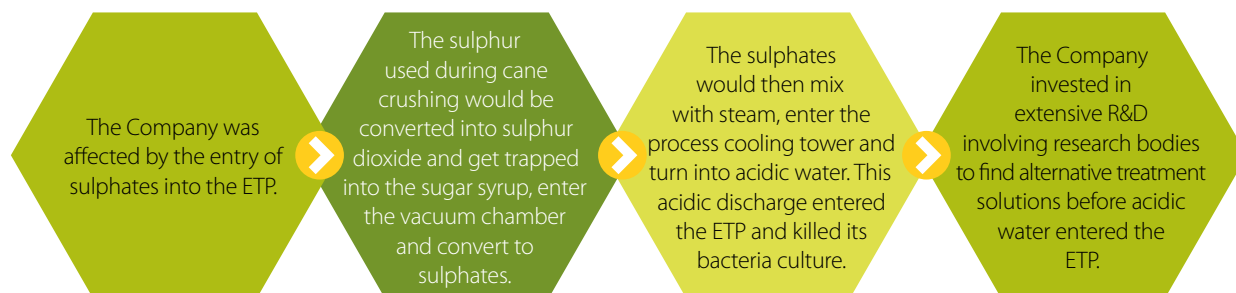 The Company was
affected by the entry of
sulphates into the ETP.
The sulphur
used during cane
crushing would be
converted into sulphur
dioxide and get trapped
into the sugar syrup, enter
the vacuum chamber
and convert to
sulphates.
The sulphates
would then mix
with steam, enter the
process cooling tower and
turn into acidic water. This
acidic discharge entered
the ETP and killed its
bacteria culture.
The Company
invested in
extensive R&D
involving research bodies
to find alternative treatment
solutions before acidic
water entered the
ETP.